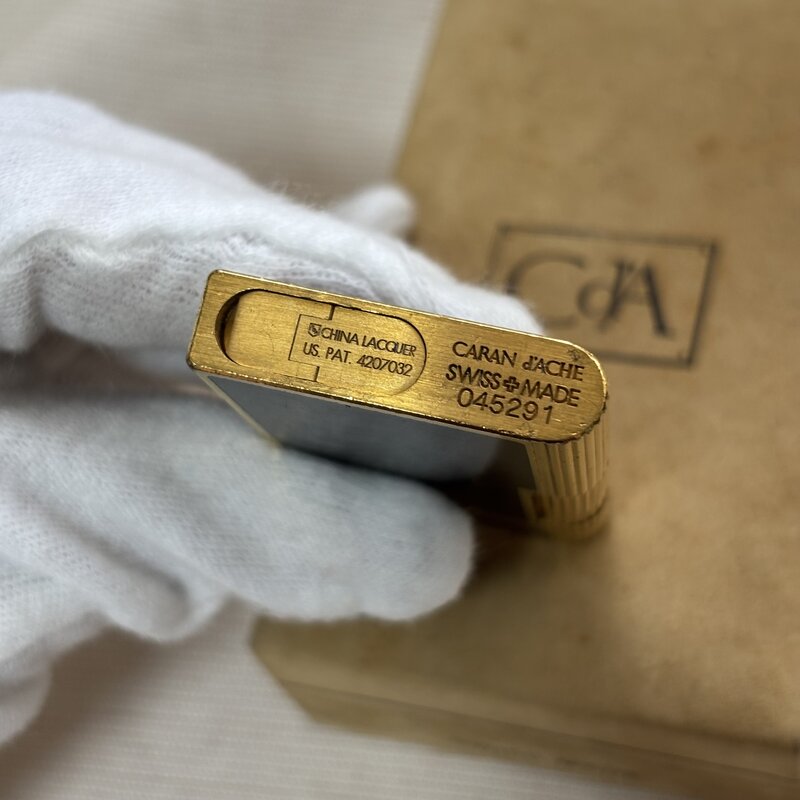 CHINA LACQUER
US. PAT. 4207032
CARAN d'ACHE
SWISS MADE
045291
CdA